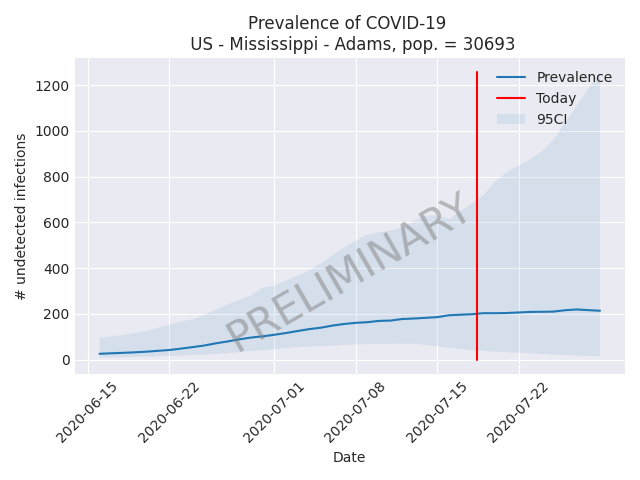 Prevalence of COVID-19
US - Mississippi - Adams, pop. = 30693
Prevalence
Today
95CI
1200
1000
800
600
400
200
0
# undetected infections
PRELIMINARY
2020-06-15
2020-06-22
2020-07-01
2020-07-08
2020-07-15
2020-07-22
Date